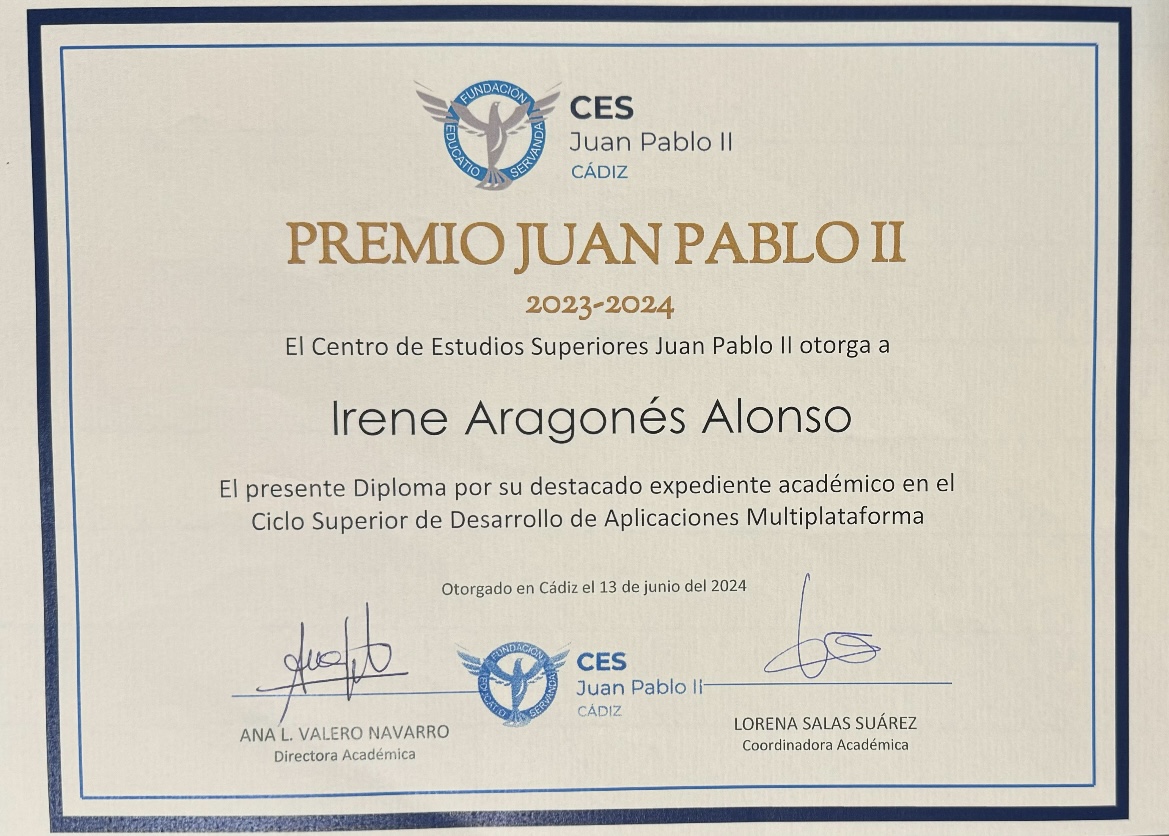 FUNDACION
EDUCATIO SERVANDA
CES
Juan Pablo II
CÁDIZ
PREMIO JUAN PABLO II
2023-2024
El Centro de Estudios Superiores Juan Pablo II otorga a
Irene Aragonés Alonso
El presente Diploma por su destacado expediente académico en el
Ciclo Superior de Desarrollo de Aplicaciones Multiplataforma
Otorgado en Cádiz el 13 de junio del 2024
FUNDACION
EDUCATIO SERVANDA
CES
Juan Pablo II
CÁDIZ
ANA L. VALERO NAVARRO
Directora Académica
LORENA SALAS SUÁREZ
Coordinadora Académica